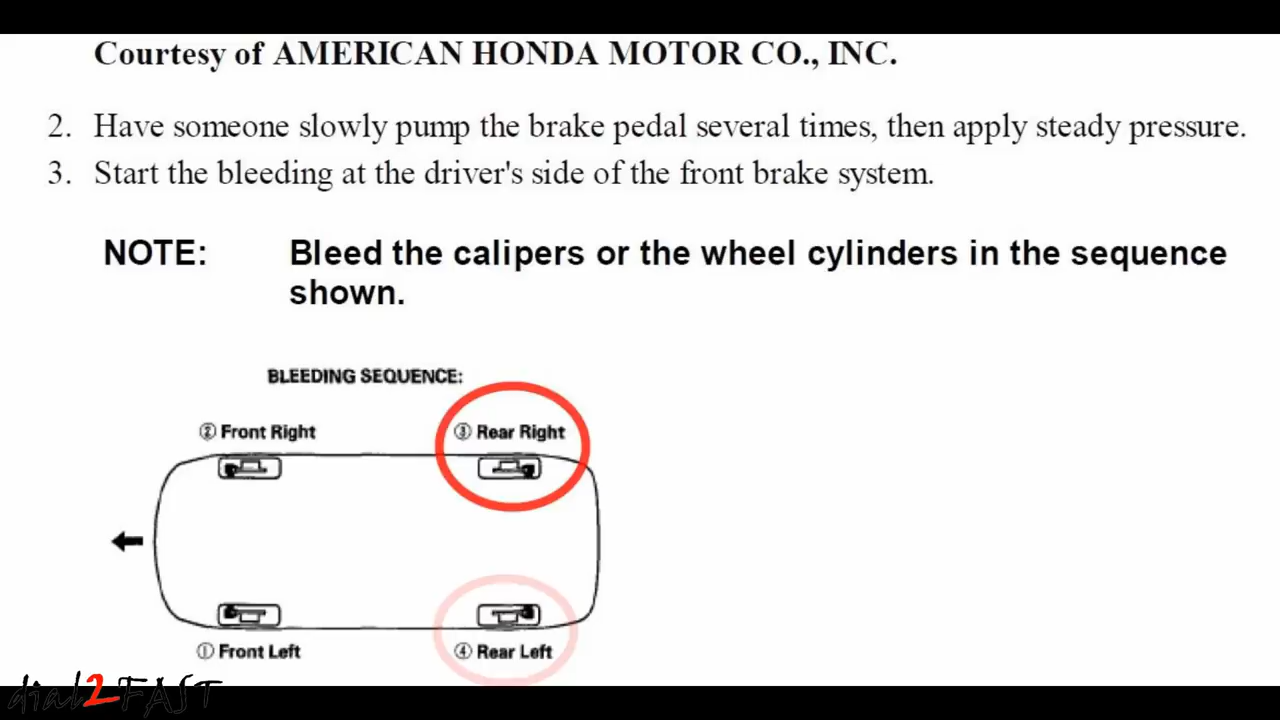 Courtesy of AMERICAN HONDA MOTOR CO., INC.
2. Have someone slowly pump the brake pedal several times, then apply steady pressure.
3. Start the bleeding at the driver's side of the front brake system.
NOTE: Bleed the calipers or the wheel cylinders in the sequence
shown.
BLEEDING SEQUENCE:
② Front Right ③ Rear Right
① Front Left ④ Rear Left
dial2FAST